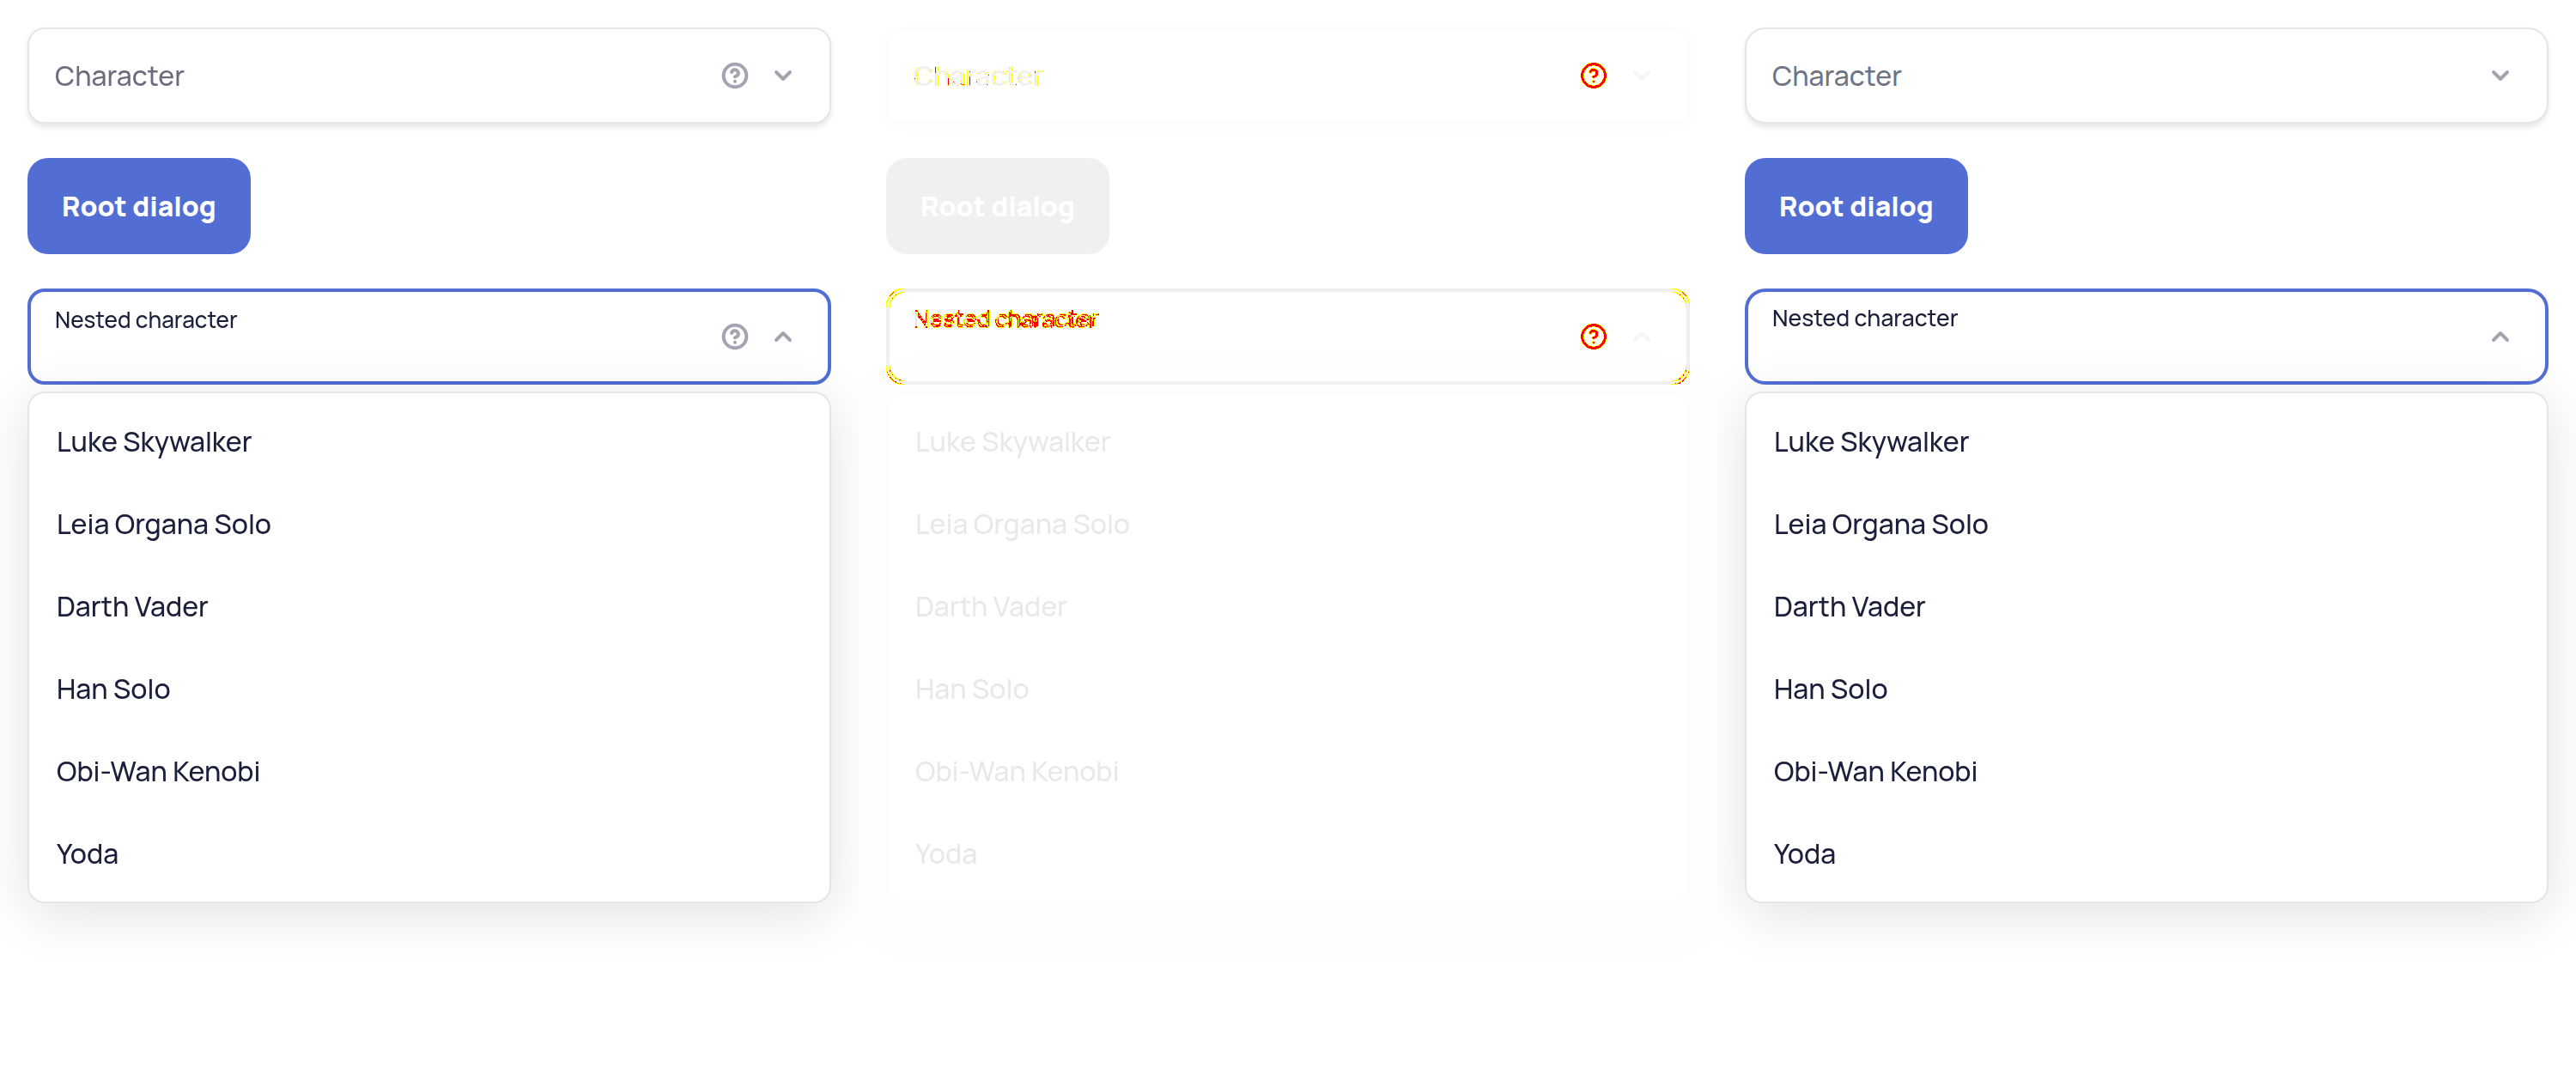 Character
Character
Character
Root dialog
Root dialog
Root dialog
Nested character
Nested character
Nested character
Luke Skywalker
Luke Skywalker
Luke Skywalker
Leia Organa Solo
Leia Organa Solo
Leia Organa Solo
Darth Vader
Darth Vader
Darth Vader
Han Solo
Han Solo
Han Solo
Obi-Wan Kenobi
Obi-Wan Kenobi
Obi-Wan Kenobi
Yoda
Yoda
Yoda